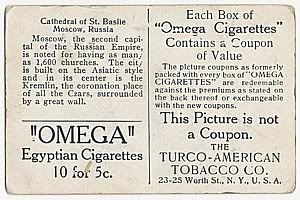 Cathedral of St. Baslie
Moscow, Russia
Moscow, the second capi-
tal of the Russian Empire,
is noted for having as many
as; 1,600 churches. The city,
is built on the Asiatic style
and in its center is the
Kremlin, the coronation place
of all the Czars, surrounded
by a great wall.
"OMEGA"
Egyptian Cigarettes
10 for 5c.
Each Box of
"Omega Cigarettes"
Contains a Coupon
of Value
The picture coupons as formerly
packed with every box of "OMEGA
CIGARETTES" are redeemable
against the premiums as stated on
the back thereof or exchangeable
with the new coupons.
This Picture is not
a Coupon.
THE
TURCO-AMERICAN
TOBACCO CO.
23-25 Worth St., N. Y., U. S. A.